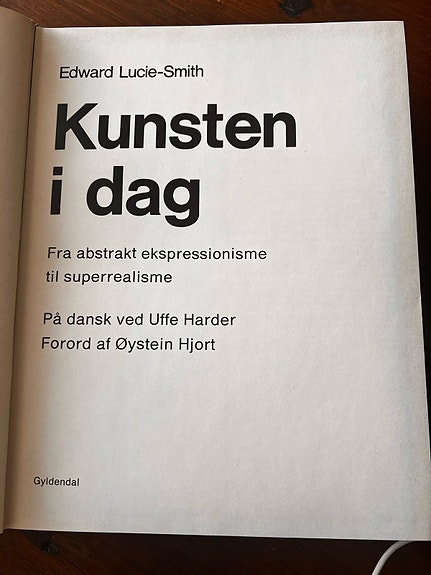 Edward Lucie-Smith
Kunsten
i dag
Fra abstrakt ekspressionisme
til superrealisme
På dansk ved Uffe Harder
Forord af Øystein Hjort
Gyldendal